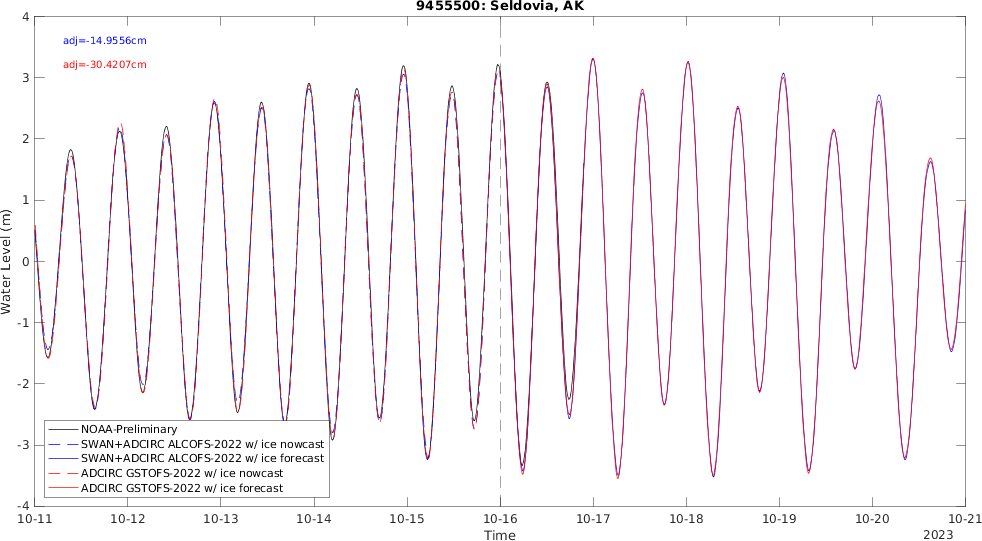 9455500: Seldovia, AK
adj=-14.9556cm
adj=-30.4207cm
Water Level (m)
4
3
2
1
0
-1
-2
-3
-4
NOAA-Preliminary
SWAN+ADCIRC ALCOFS-2022 w/ ice nowcast
SWAN+ADCIRC ALCOFS-2022 w/ ice forecast
ADCIRC GSTOFS-2022 w/ ice nowcast
ADCIRC GSTOFS-2022 w/ ice forecast
10-11 10-12 10-13 10-14 10-15 10-16 10-17 10-18 10-19 10-20 10-21
Time
2023